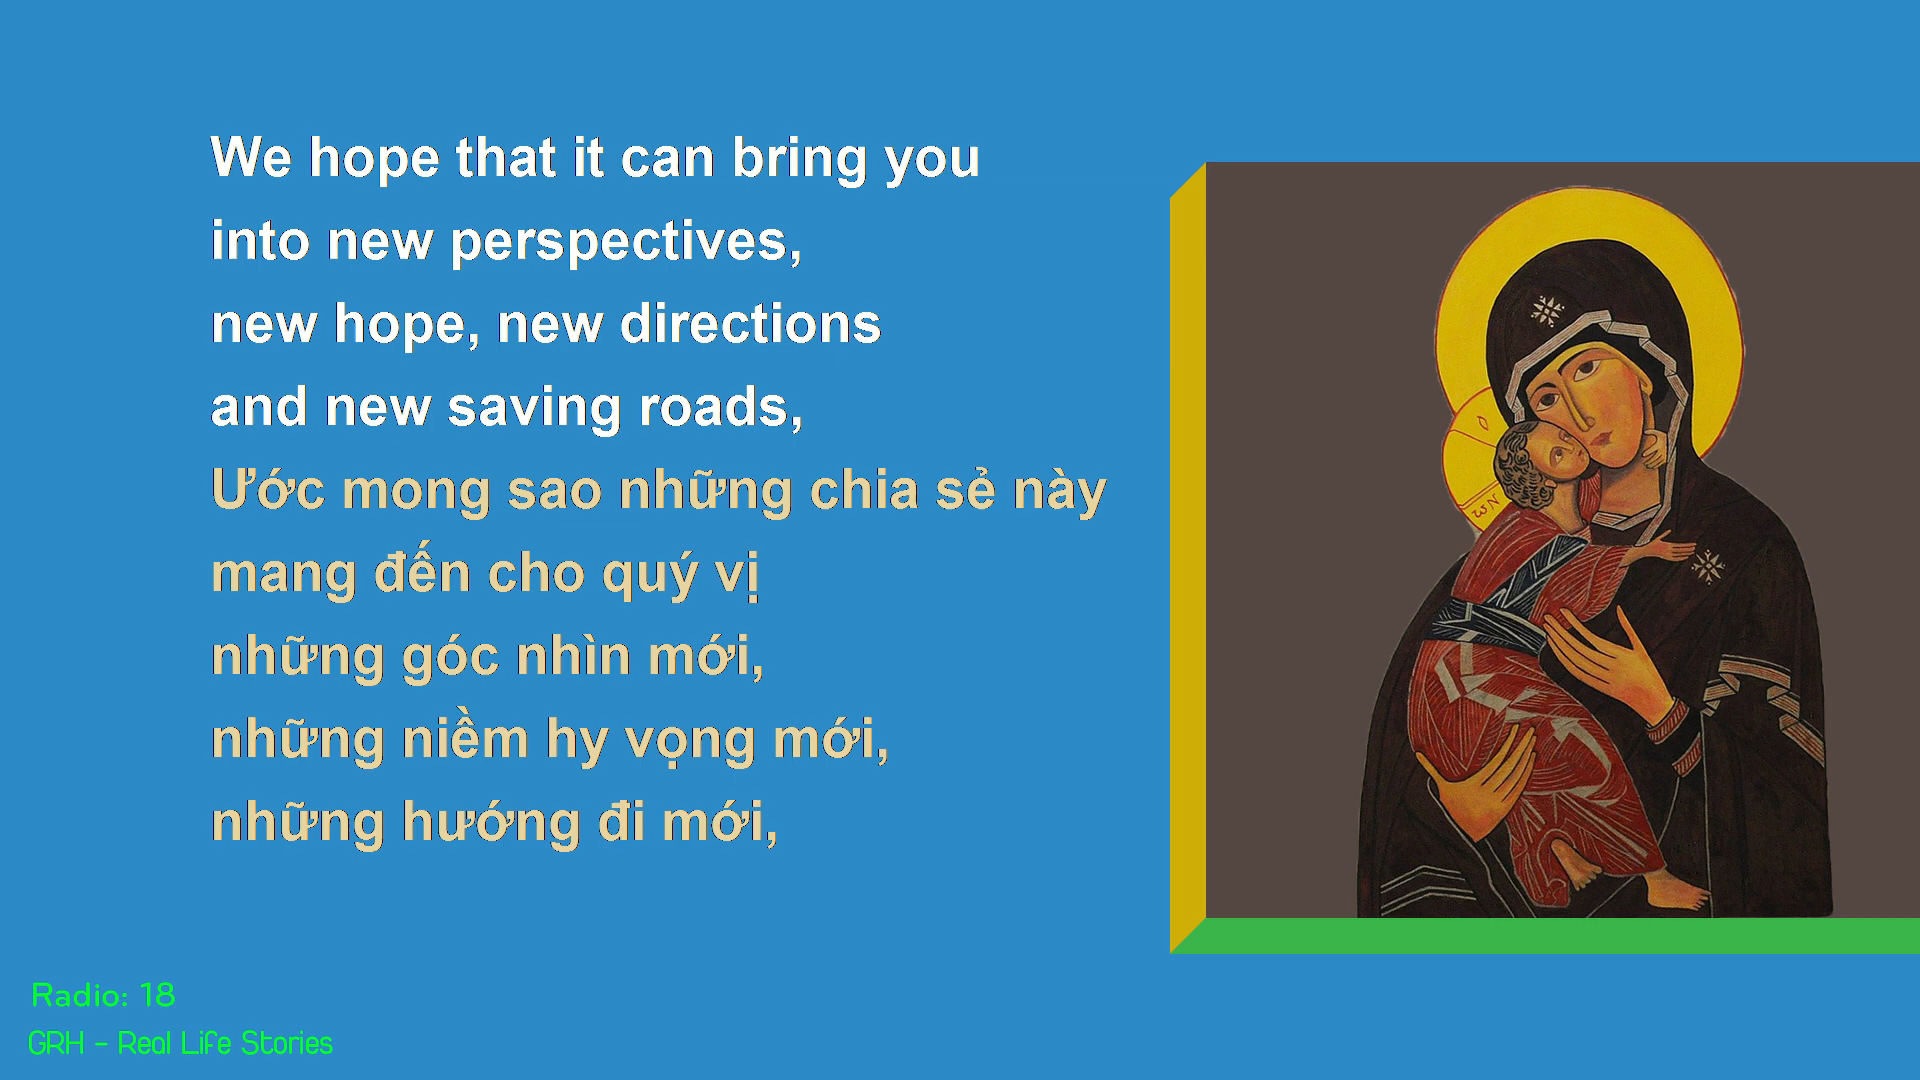 We hope that it can bring you
into new perspectives,
new hope, new directions
and new saving roads,
Ước mong sao những chia sẻ này
mang đến cho quý vị
những góc nhìn mới,
những niềm hy vọng mới,
những hướng đi mới,
Radio: 18
GRH - Real Life Stories